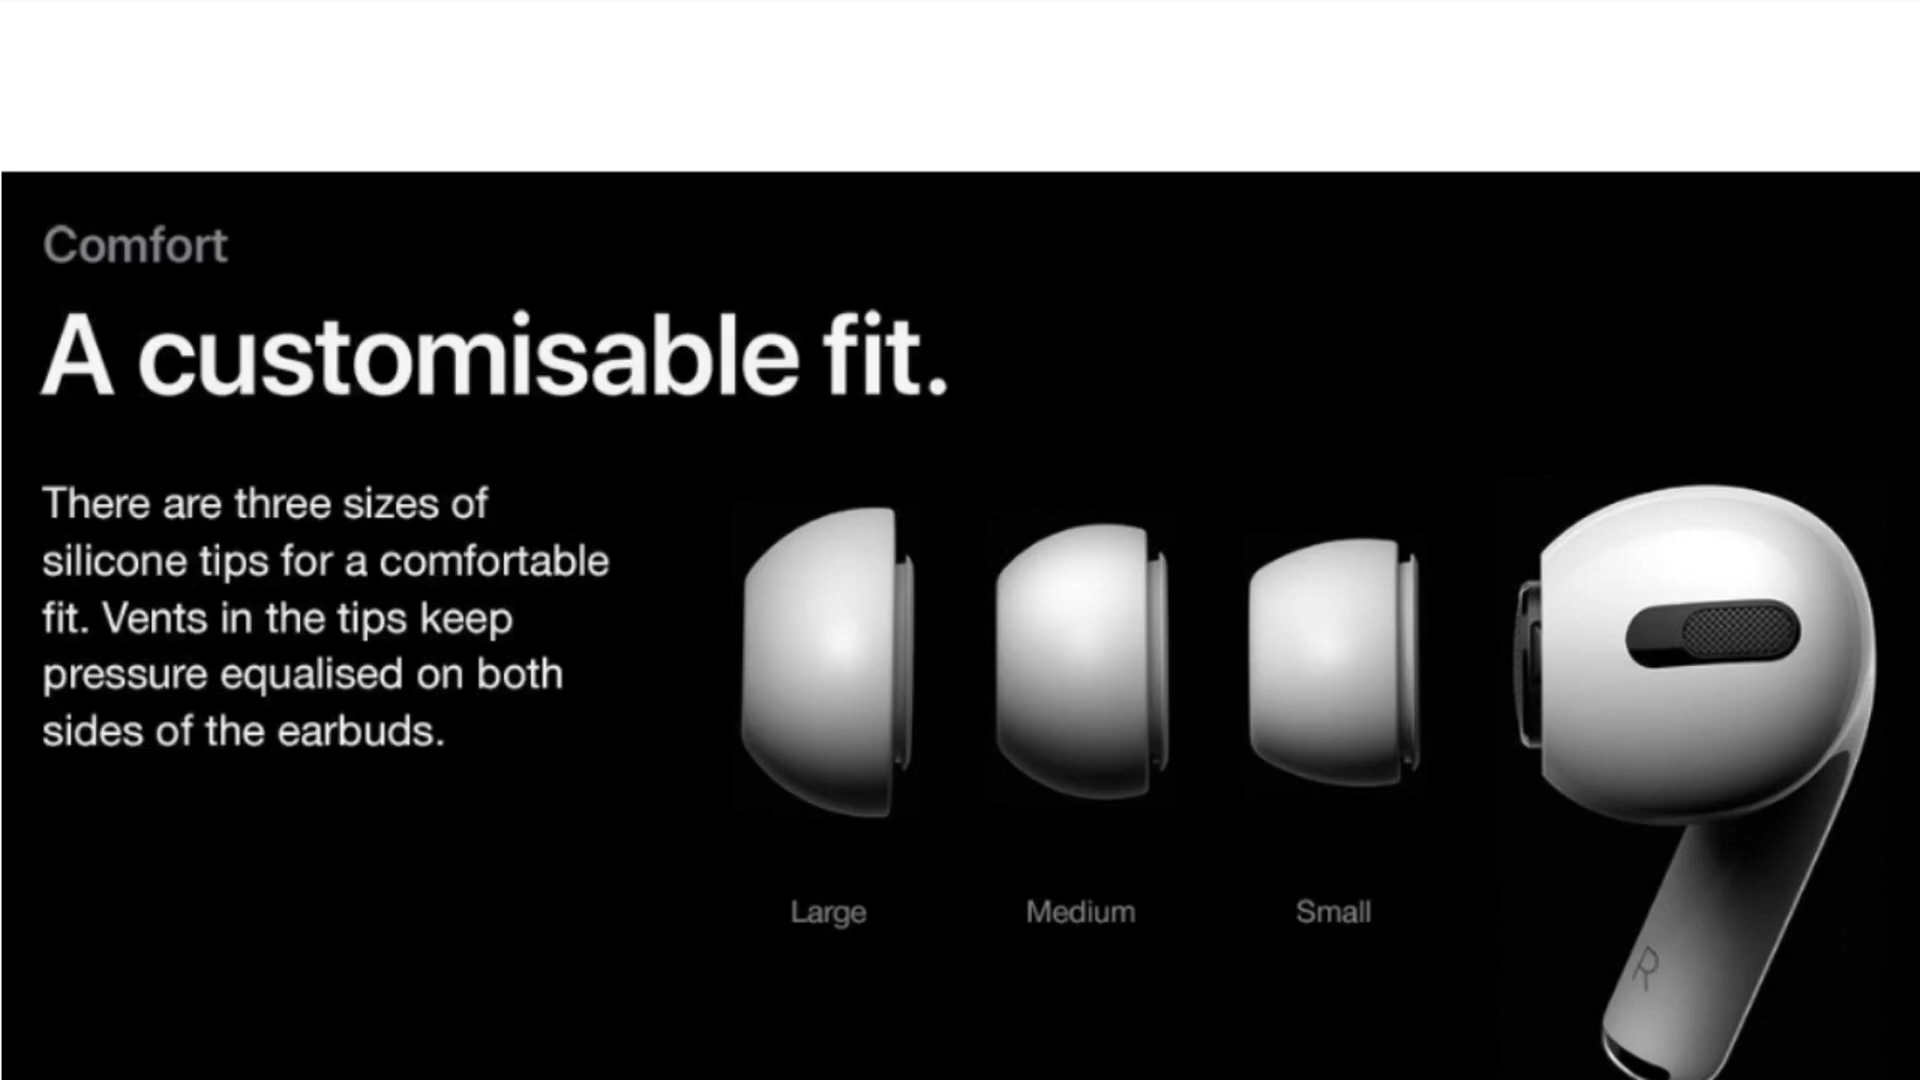 Comfort
A customisable fit.
There are three sizes of
silicone tips for a comfortable
fit. Vents in the tips keep
pressure equalised on both
sides of the earbuds.
Large
Medium
Small
R